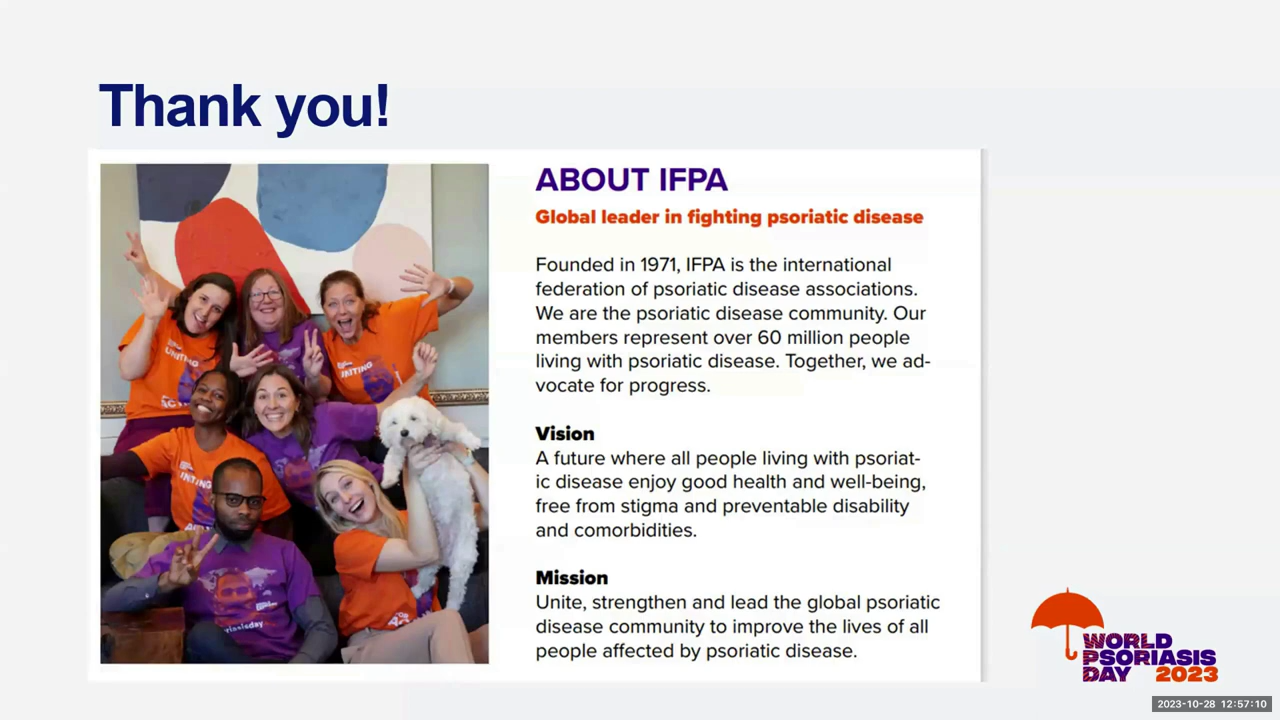 Thank you!
ABOUT IFPA
Global leader in fighting psoriatic disease
Founded in 1971, IFPA is the international
federation of psoriatic disease associations.
We are the psoriatic disease community. Our
members represent over 60 million people
living with psoriatic disease. Together, we ad-
vocate for progress.
Vision
A future where all people living with psoriat-
ic disease enjoy good health and well-being,
free from stigma and preventable disability
and comorbidities.
Mission
Unite, strengthen and lead the global psoriatic
disease community to improve the lives of all
people affected by psoriatic disease.
UNITING
UNITING
WORLD
PSORIASIS
DAY 2023
2023-10-28 12:57:10